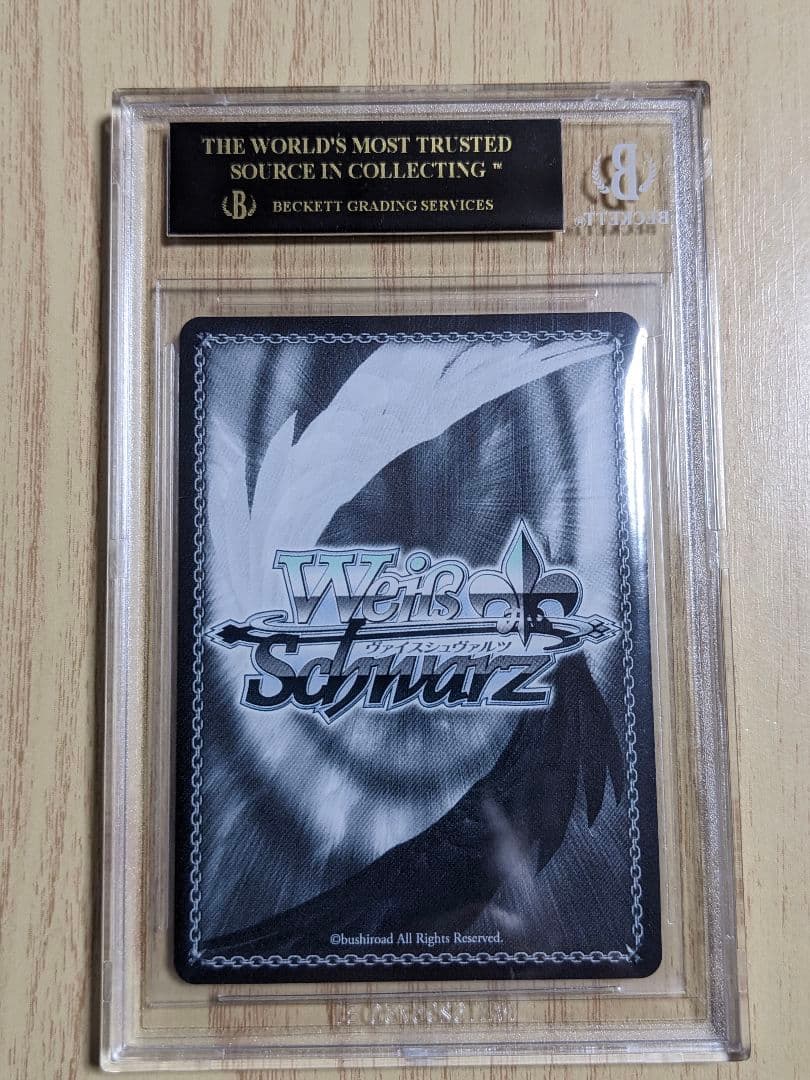 THE WORLD'S MOST TRUSTED
SOURCE IN COLLECTING ™
B BECKETT GRADING SERVICES
B
BECKETT
Weiß
ヴァイスシュヴァルツ
Schwarz
©bushiroad All Rights Reserved.